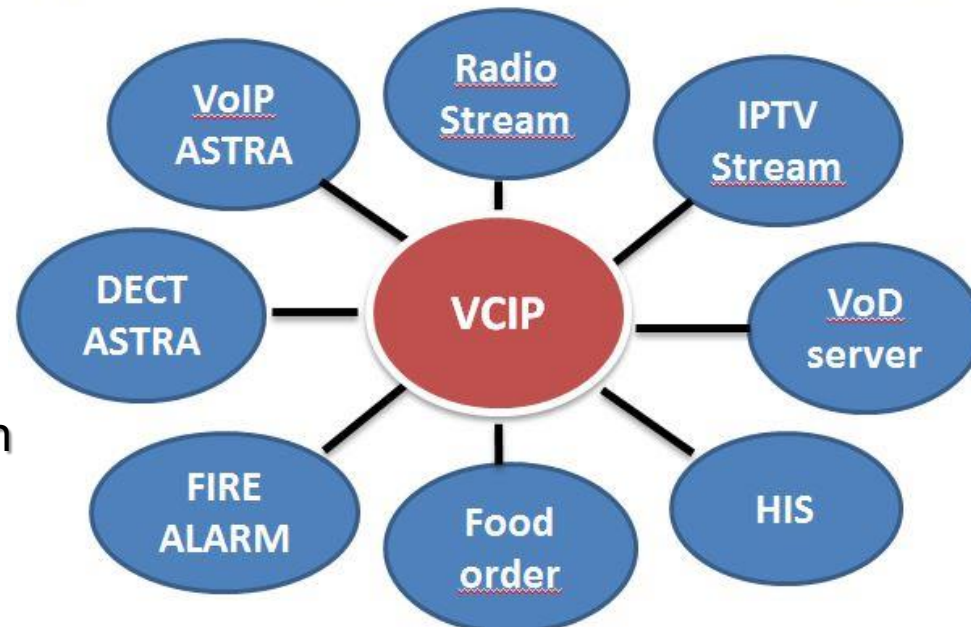 Radio
Stream
VoIP
ASTRA
IPTV
Stream
DECT
ASTRA
VCIP
VoD
server
FIRE
ALARM
Food
order
HIS